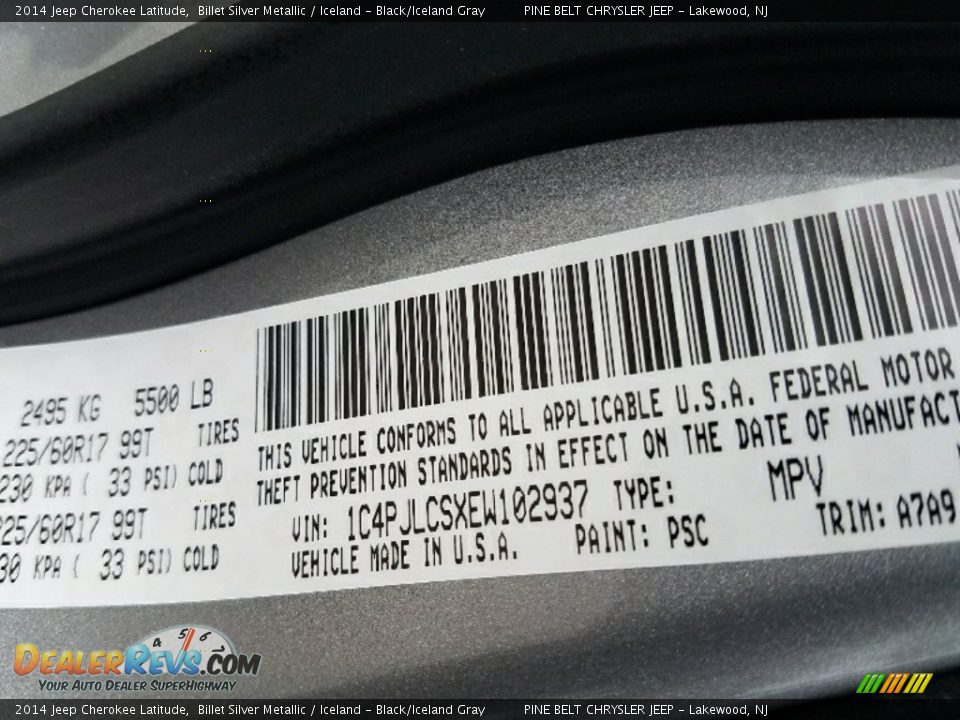 2014 Jeep Cherokee Latitude, Billet Silver Metallic / Iceland - Black/Iceland Gray PINE BELT CHRYSLER JEEP - Lakewood, NJ
2495 KG 5500 LB
225/60R17 99T TIRES
230 KPA ( 33 PSI) COLD
225/60R17 99T TIRES
30 KPA ( 33 PSI) COLD
THIS VEHICLE CONFORMS TO ALL APPLICABLE U.S.A. FEDERAL MOTOR
THEFT PREVENTION STANDARDS IN EFFECT ON THE DATE OF MANUFACT
VIN: 1C4PJLCSXEW102937 TYPE: MPV
VEHICLE MADE IN U.S.A. PAINT: PSC TRIM: A7A9
4 5 6
DEALERREVS.COM
YOUR AUTO DEALER SUPERHIGHWAY
2014 Jeep Cherokee Latitude, Billet Silver Metallic / Iceland - Black/Iceland Gray PINE BELT CHRYSLER JEEP - Lakewood, NJ